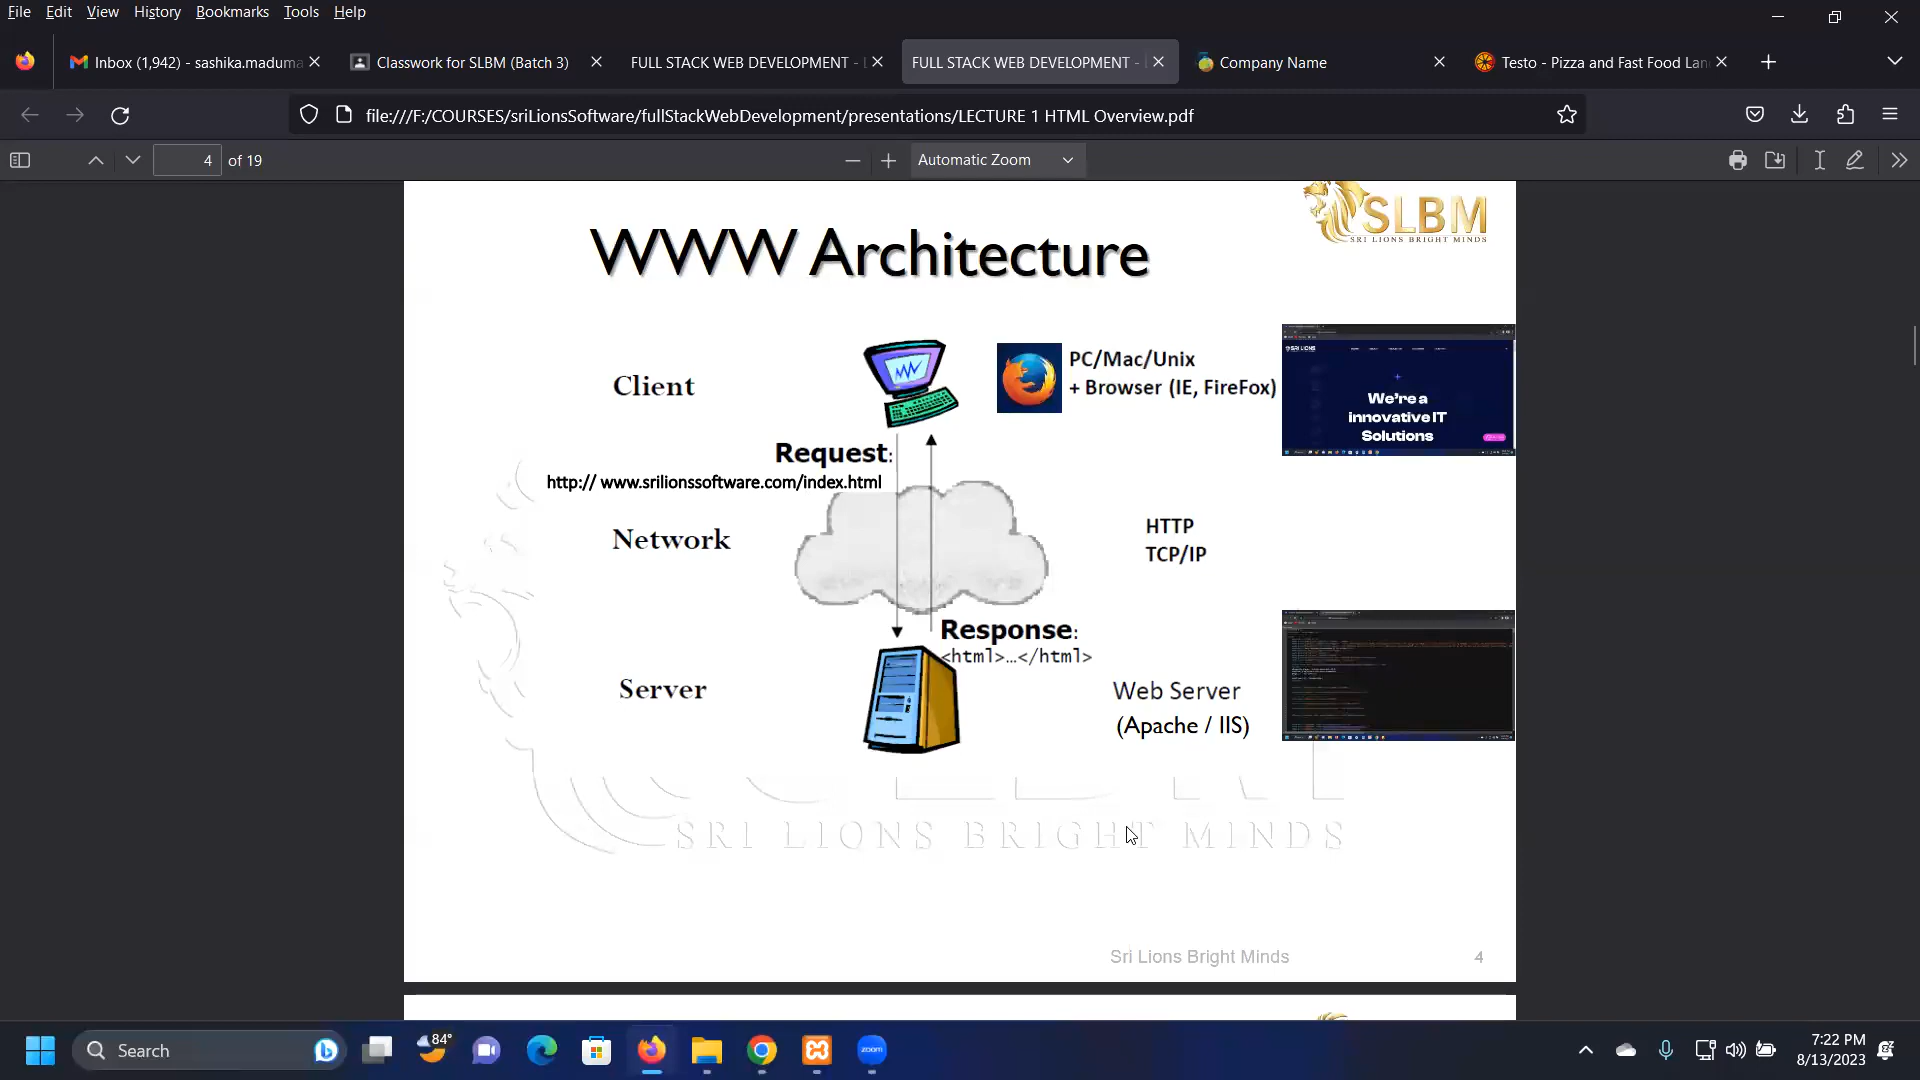 File Edit View History Bookmarks Tools Help
Inbox (1,942) - sashika.maduma
Classwork for SLBM (Batch 3)
FULL STACK WEB DEVELOPMENT - L
FULL STACK WEB DEVELOPMENT -
Company Name
Testo - Pizza and Fast Food Lan
file:///F:/COURSES/sriLionsSoftware/fullStackWebDevelopment/presentations/LECTURE 1 HTML Overview.pdf
4 of 19
Automatic Zoom
SLBM
SRI LIONS BRIGHT MINDS
WWW Architecture
Client
PC/Mac/Unix
+ Browser (IE, FireFox)
SRI LIONS
We're a
innovative IT
Solutions
Request:
http:// www.srilionssoftware.com/index.html
Network
HTTP
TCP/IP
Response:
<html>…</html>
Server
Web Server
(Apache / IIS)
SRI LIONS BRIGHT MINDS
Sri Lions Bright Minds
4
Search
84°
zoom
7:22 PM
8/13/2023